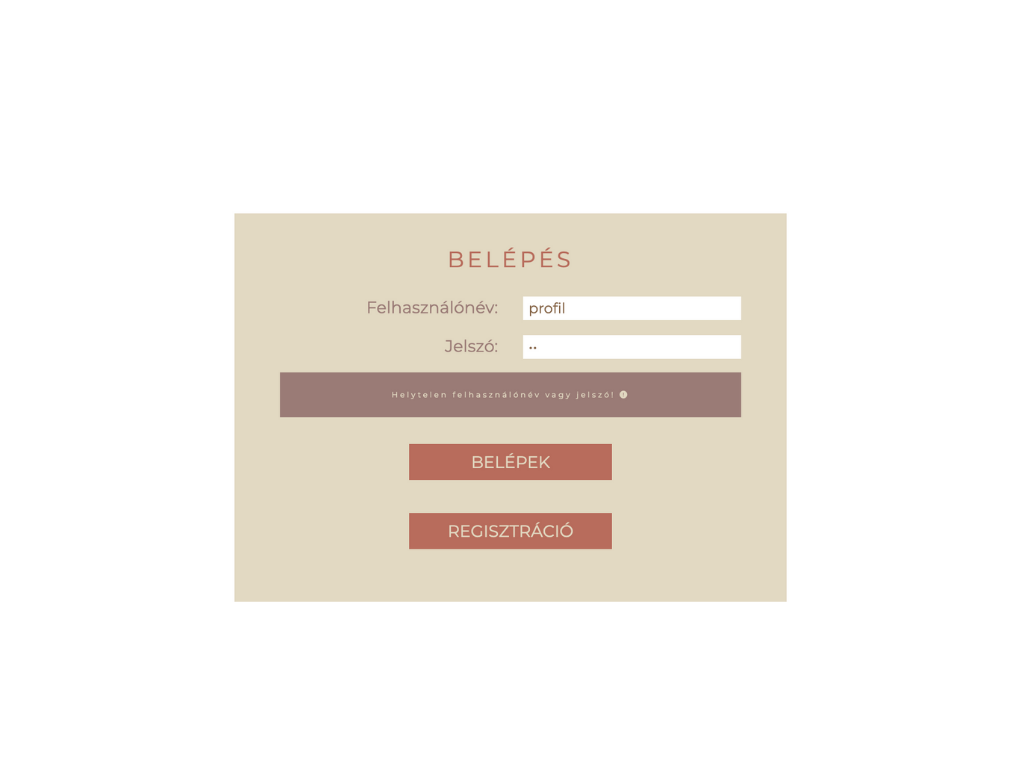 BELÉPÉS
Felhasználónév: profil
Jelszó: ••
Helytelen felhasználónév vagy jelszó!
BELÉPEK
REGISZTRÁCIÓ